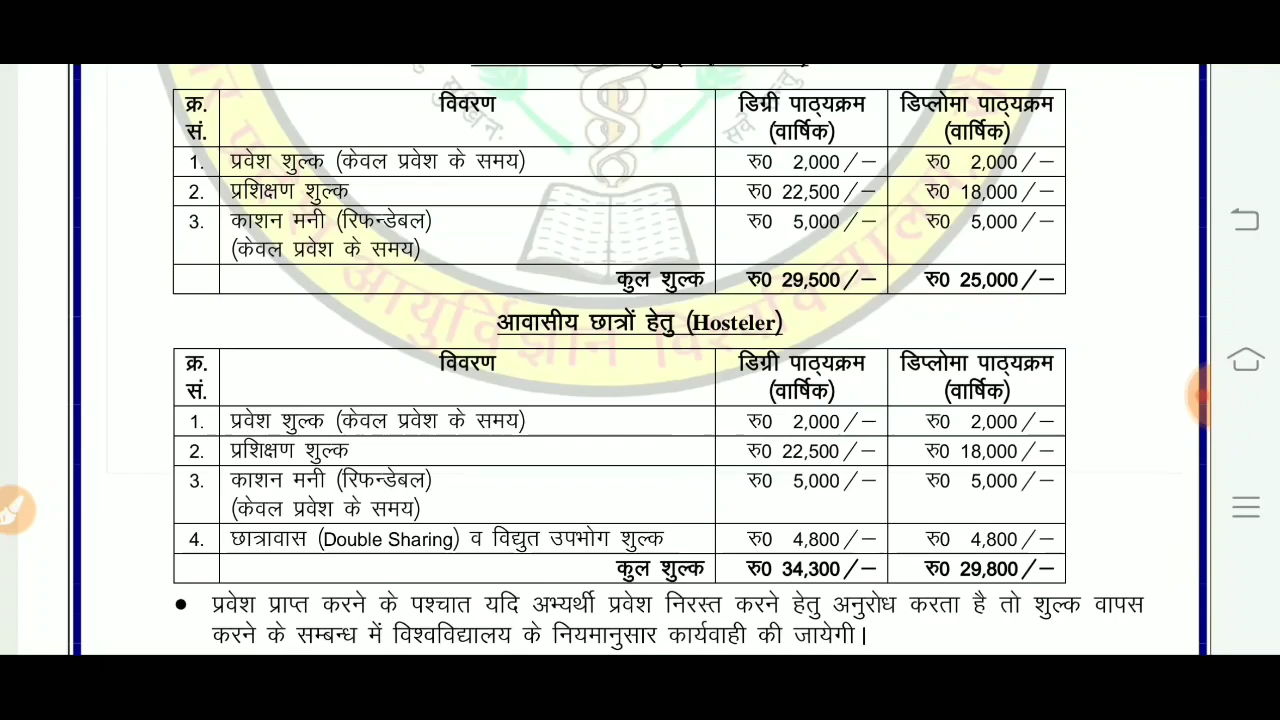 क्र. सं. विवरण डिग्री पाठ्यक्रम (वार्षिक) डिप्लोमा पाठ्यक्रम (वार्षिक)
1. प्रवेश शुल्क (केवल प्रवेश के समय) रु0 2,000/– रु0 2,000/–
2. प्रशिक्षण शुल्क रु0 22,500/– रु0 18,000/–
3. काशन मनी (रिफन्डेबल) रु0 5,000/– रु0 5,000/–
(केवल प्रवेश के समय)
कुल शुल्क रु0 29,500/– रु0 25,000/–
आवासीय छात्रों हेतु (Hosteler)
क्र. सं. विवरण डिग्री पाठ्यक्रम (वार्षिक) डिप्लोमा पाठ्यक्रम (वार्षिक)
1. प्रवेश शुल्क (केवल प्रवेश के समय) रु0 2,000/– रु0 2,000/–
2. प्रशिक्षण शुल्क रु0 22,500/– रु0 18,000/–
3. काशन मनी (रिफन्डेबल) रु0 5,000/– रु0 5,000/–
(केवल प्रवेश के समय)
4. छात्रावास (Double Sharing) व विद्युत उपभोग शुल्क रु0 4,800/– रु0 4,800/–
कुल शुल्क रु0 34,300/– रु0 29,800/–
● प्रवेश प्राप्त करने के पश्चात यदि अभ्यर्थी प्रवेश निरस्त करने हेतु अनुरोध करता है तो शुल्क वापस
करने के सम्बन्ध में विश्वविद्यालय के नियमानुसार कार्यवाही की जायेगी।
आयुर्विज्ञान विश्वविद्यालय